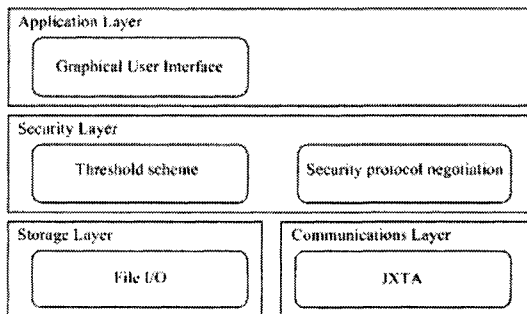 Application Layer
Graphical User Interface
Security Layer
Threshold scheme
Security protocol negotiation
Storage Layer
Communications Layer
File I/O
JXTA